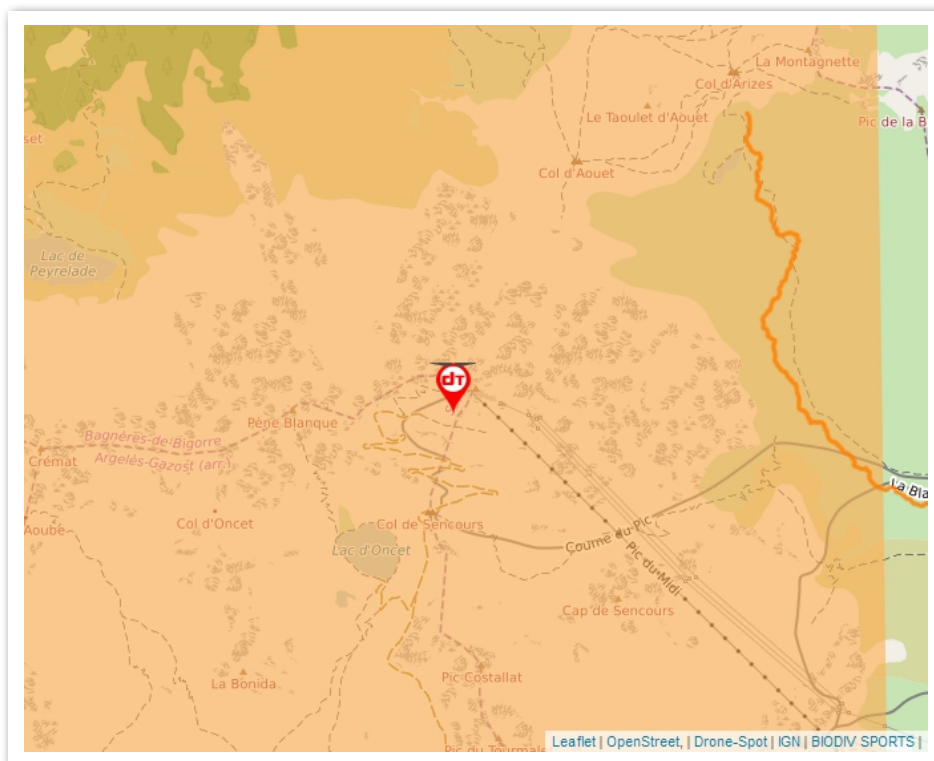 La Montagnette
Col d'Arizes
Le Taoulet d'Aouet
Pic de la B
set
Col d'Aouet
Lac de
Peyrelade
dT
Pène Blanque
Bagnères-de-Bigorre
Argelès-Gazost (arr.)
Crémat
La Bla
Col d'Oncet
Col de Sencours
Aoube
Lac d'Oncet
Courne du Pic
Pic du Midi
Cap de Sencours
Pic Costallat
La Bonida
Pic du Tourmale
Leaflet | OpenStreet, | Drone-Spot | IGN | BIODIV SPORTS |